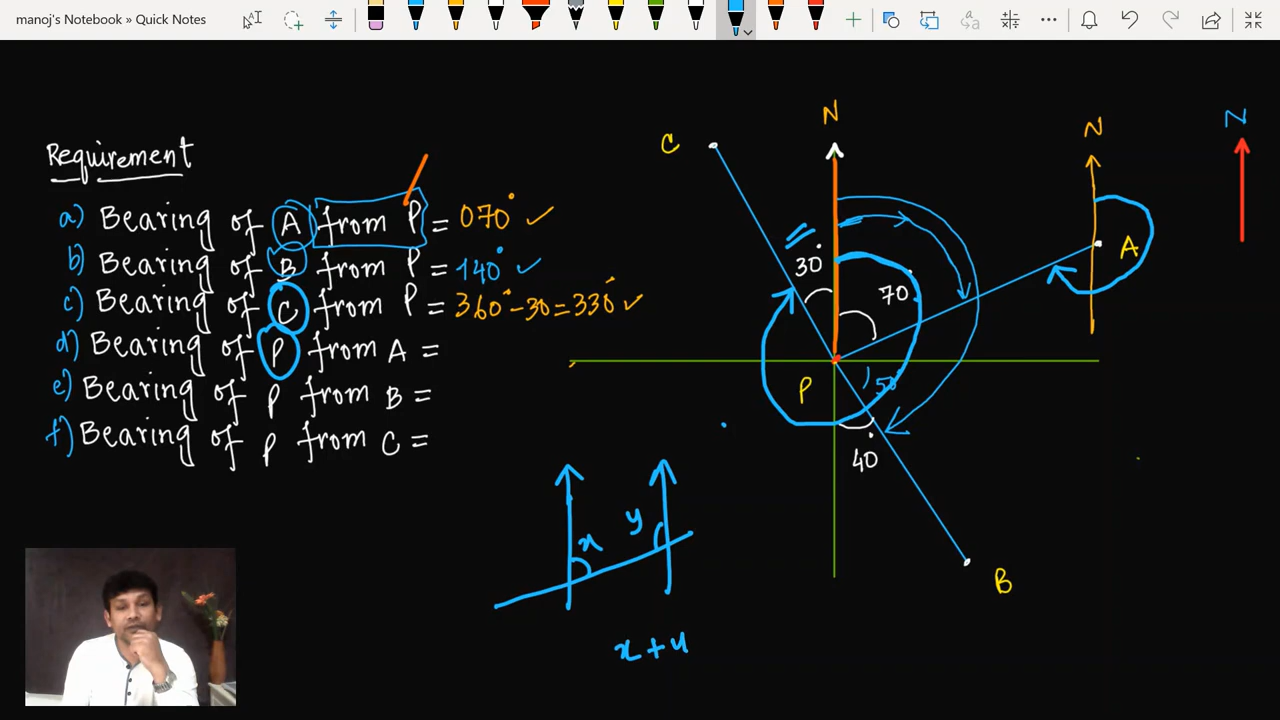 manoj's Notebook » Quick Notes
Requirement
a) Bearing of A from P = 070° ✓
b) Bearing of B from P = 140° ✓
c) Bearing of C from P = 360° - 30 = 330° ✓
d) Bearing of P from A =
e) Bearing of P from B =
f) Bearing of P from C =
N
N
N
C
A
30°
70°
P
50°
40°
B
x
y
x + y